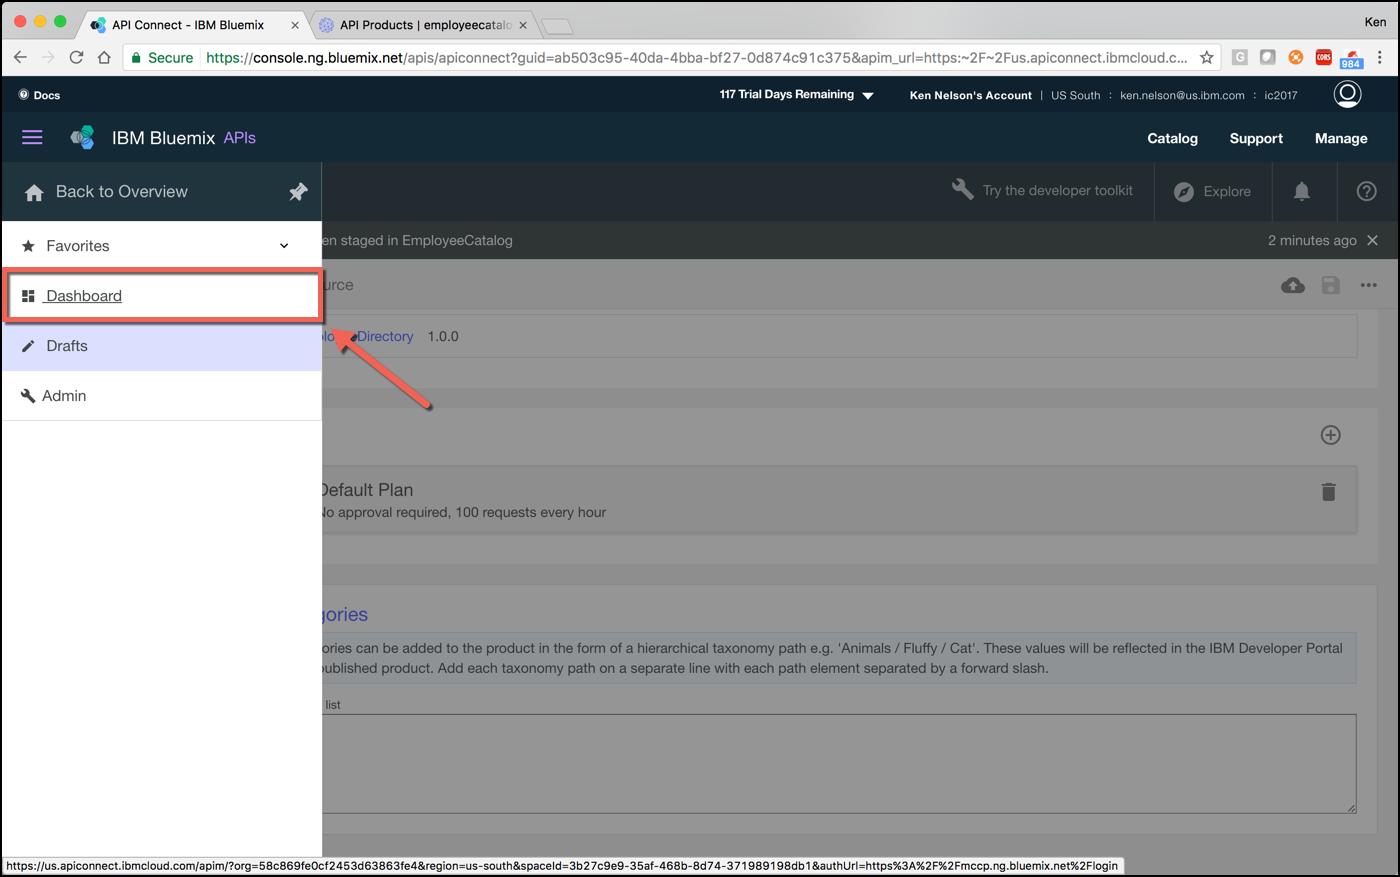 API Connect - IBM Bluemix
API Products | employeecatalo
Ken
Secure https://console.ng.bluemix.net/apis/apiconnect?guid=ab503c95-40da-4bba-bf27-0d874c91c375&apim_url=https:~2F~2Fus.apiconnect.ibmcloud.c...
G
CORS
984
Docs
117 Trial Days Remaining
Ken Nelson's Account | US South : ken.nelson@us.ibm.com : ic2017
IBM Bluemix APIs
Catalog Support Manage
Back to Overview
Try the developer toolkit
Explore
Favorites
en staged in EmployeeCatalog
2 minutes ago
Dashboard
urce
Directory 1.0.0
Drafts
Admin
Default Plan
No approval required, 100 requests every hour
gories
ories can be added to the product in the form of a hierarchical taxonomy path e.g. 'Animals / Fluffy / Cat'. These values will be reflected in the IBM Developer Portal
ublished product. Add each taxonomy path on a separate line with each path element separated by a forward slash.
list
https://us.apiconnect.ibmcloud.com/apim/?org=58c869fe0cf2453d63863fe4&region=us-south&spaceId=3b27c9e9-35af-468b-8d74-371989198db1&authUrl=https%3A%2F%2Fmccp.ng.bluemix.net%2Flogin